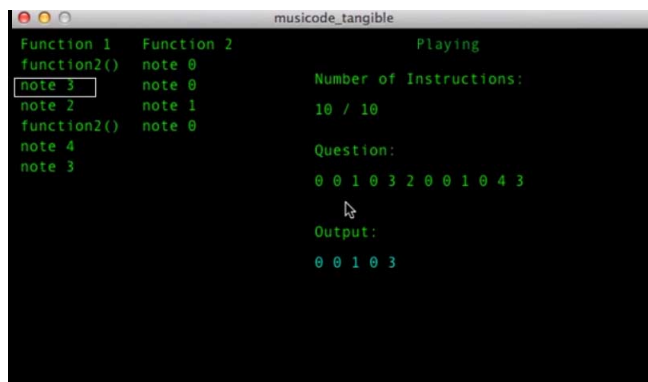 musicode_tangible
Function 1 Function 2 Playing
function2() note 0
note 3 note 0 Number of Instructions:
note 2 note 1 10 / 10
function2() note 0
note 4 Question:
note 3
0 0 1 0 3 2 0 0 1 0 4 3
Output:
0 0 1 0 3